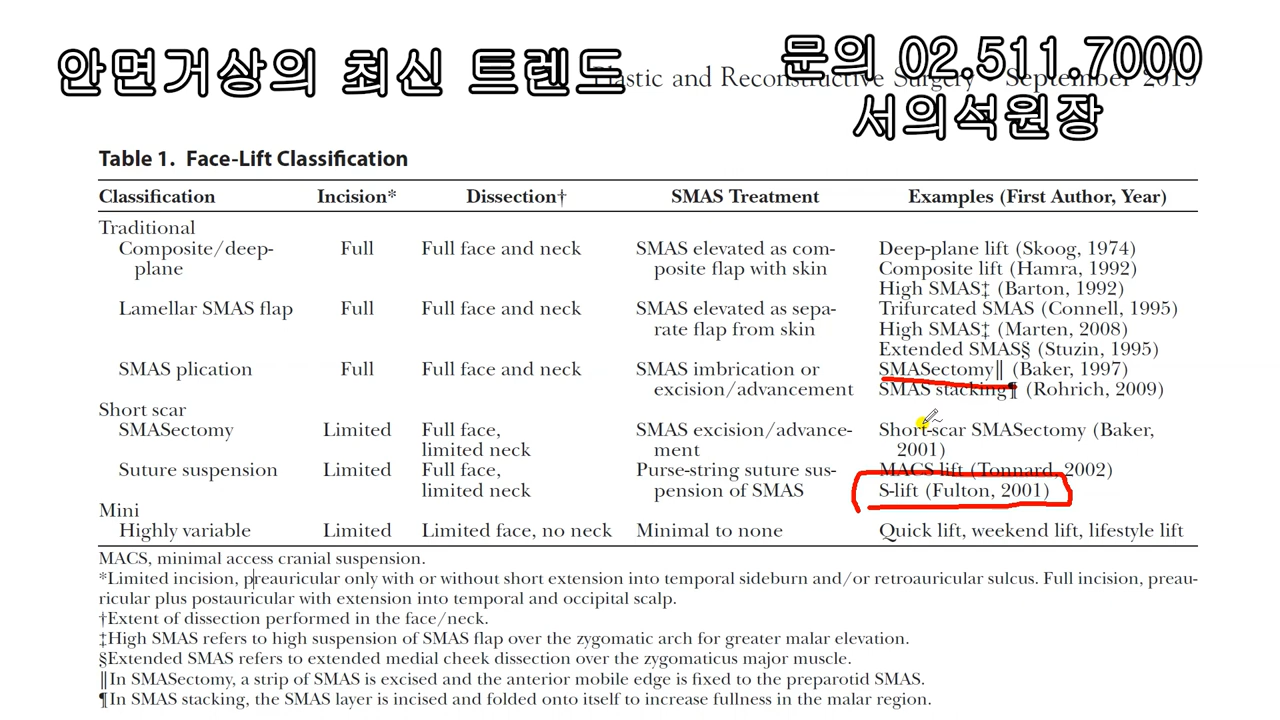 안면거상의 최신 트렌드
문의 02.511.7000
서의석원장
Plastic and Reconstructive Surgery September 2015
Table 1. Face-Lift Classification
Classification Incision* Dissection† SMAS Treatment Examples (First Author, Year)
Traditional
Composite/deep- Full Full face and neck SMAS elevated as com- Deep-plane lift (Skoog, 1974)
plane posite flap with skin Composite lift (Hamra, 1992)
High SMAS‡ (Barton, 1992)
Lamellar SMAS flap Full Full face and neck SMAS elevated as sepa- Trifurcated SMAS (Connell, 1995)
rate flap from skin High SMAS‡ (Marten, 2008)
Extended SMAS§ (Stuzin, 1995)
SMAS plication Full Full face and neck SMAS imbrication or SMASectomy‖ (Baker, 1997)
excision/advancement SMAS stacking¶ (Rohrich, 2009)
Short scar
SMASectomy Limited Full face, SMAS excision/advance- Short-scar SMASectomy (Baker,
limited neck ment 2001)
Suture suspension Limited Full face, Purse-string suture sus- MACS lift (Tonnard, 2002)
limited neck pension of SMAS S-lift (Fulton, 2001)
Mini
Highly variable Limited Limited face, no neck Minimal to none Quick lift, weekend lift, lifestyle lift
MACS, minimal access cranial suspension.
*Limited incision, preauricular only with or without short extension into temporal sideburn and/or retroauricular sulcus. Full incision, preau-
ricular plus postauricular with extension into temporal and occipital scalp.
†Extent of dissection performed in the face/neck.
‡High SMAS refers to high suspension of SMAS flap over the zygomatic arch for greater malar elevation.
§Extended SMAS refers to extended medial cheek dissection over the zygomaticus major muscle.
‖In SMASectomy, a strip of SMAS is excised and the anterior mobile edge is fixed to the preparotid SMAS.
¶In SMAS stacking, the SMAS layer is incised and folded onto itself to increase fullness in the malar region.